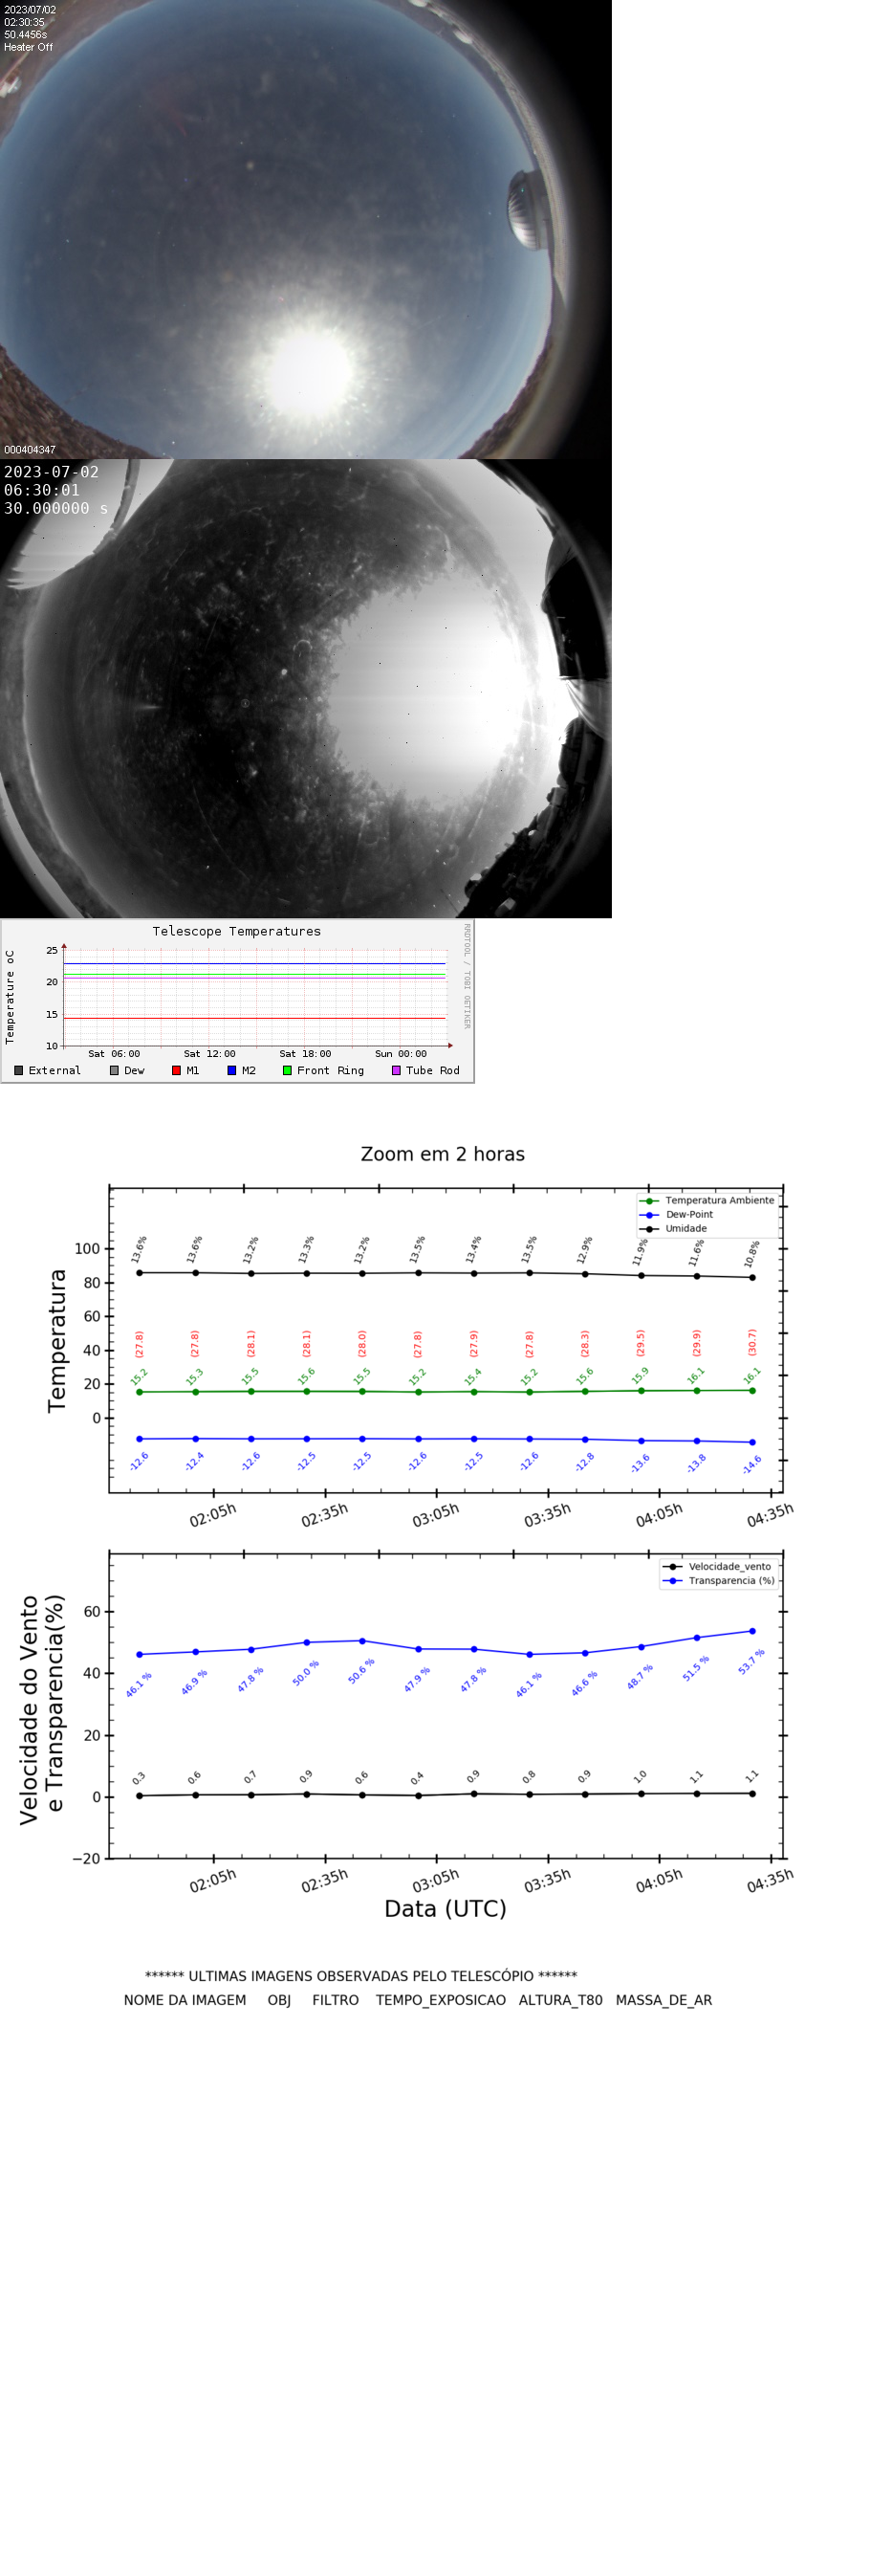 2023/07/02
02:30:35
50.4456s
Heater Off
000404347
2023-07-02
06:30:01
30.000000 s
Telescope Temperatures
RRDTOOL / TOBI OETIKER
Temperature oC
25
20
15
10
Sat 06:00 Sat 12:00 Sat 18:00 Sun 00:00
External Dew M1 M2 Front Ring Tube Rod
Zoom em 2 horas
Temperatura Ambiente
Dew-Point
Umidade
Temperatura
100
80
60
40
20
0
13.6% 13.6% 13.2% 13.3% 13.2% 13.5% 13.4% 13.5% 12.9% 11.9% 11.6% 10.8%
(27.8) (27.8) (28.1) (28.1) (28.0) (27.8) (27.9) (27.8) (28.3) (29.5) (29.9) (30.7)
15.2 15.3 15.5 15.6 15.5 15.2 15.4 15.2 15.6 15.9 16.1 16.1
-12.6 -12.4 -12.6 -12.5 -12.5 -12.6 -12.5 -12.6 -12.8 -13.6 -13.8 -14.6
02:05h 02:35h 03:05h 03:35h 04:05h 04:35h
Velocidade_vento
Transparencia (%)
Velocidade do Vento
e Transparencia(%)
60
40
20
0
−20
46.1 % 46.9 % 47.8 % 50.0 % 50.6 % 47.9 % 47.8 % 46.1 % 46.6 % 48.7 % 51.5 % 53.7 %
0.3 0.6 0.7 0.9 0.6 0.4 0.9 0.8 0.9 1.0 1.1 1.1
02:05h 02:35h 03:05h 03:35h 04:05h 04:35h
Data (UTC)
****** ULTIMAS IMAGENS OBSERVADAS PELO TELESCÓPIO ******
NOME DA IMAGEM OBJ FILTRO TEMPO_EXPOSICAO ALTURA_T80 MASSA_DE_AR